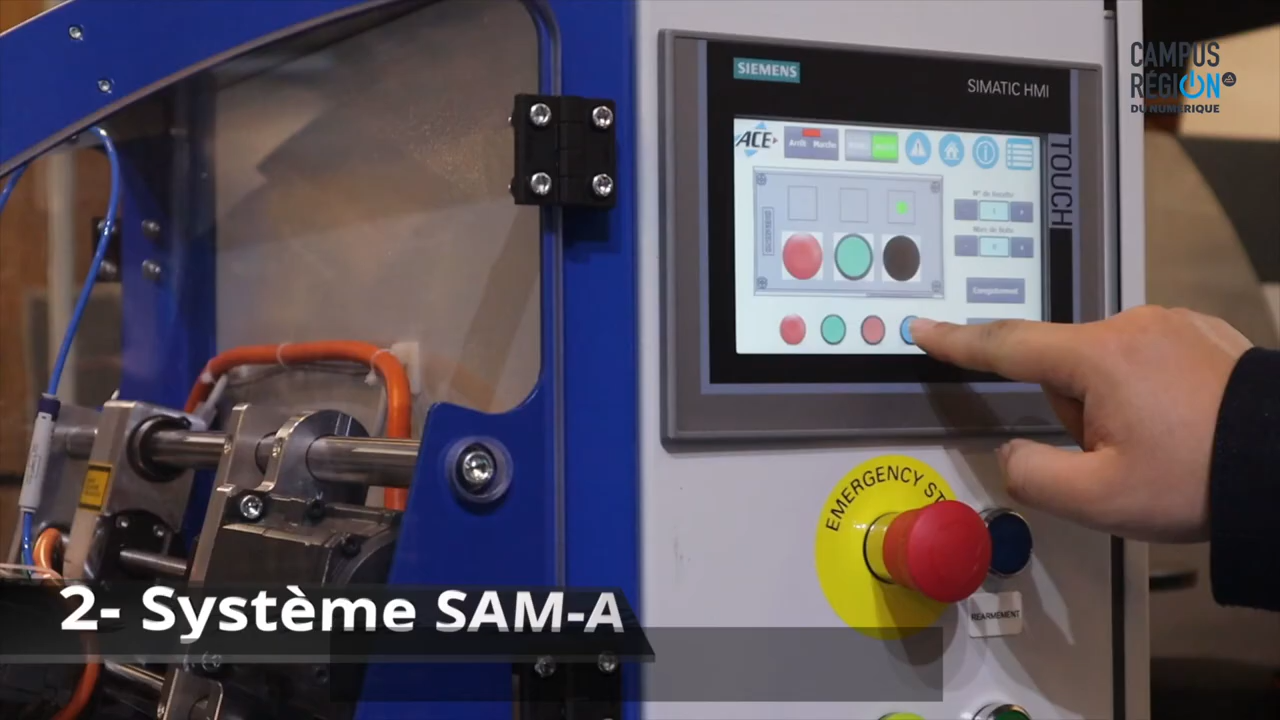 CAMPUS
RÉGION
DU NUMÉRIQUE
SIEMENS
SIMATIC HMI
TOUCH
ACE
Arrêt Marche
Enregistrement
EMERGENCY ST
REARMEMENT
2- Système SAM-A